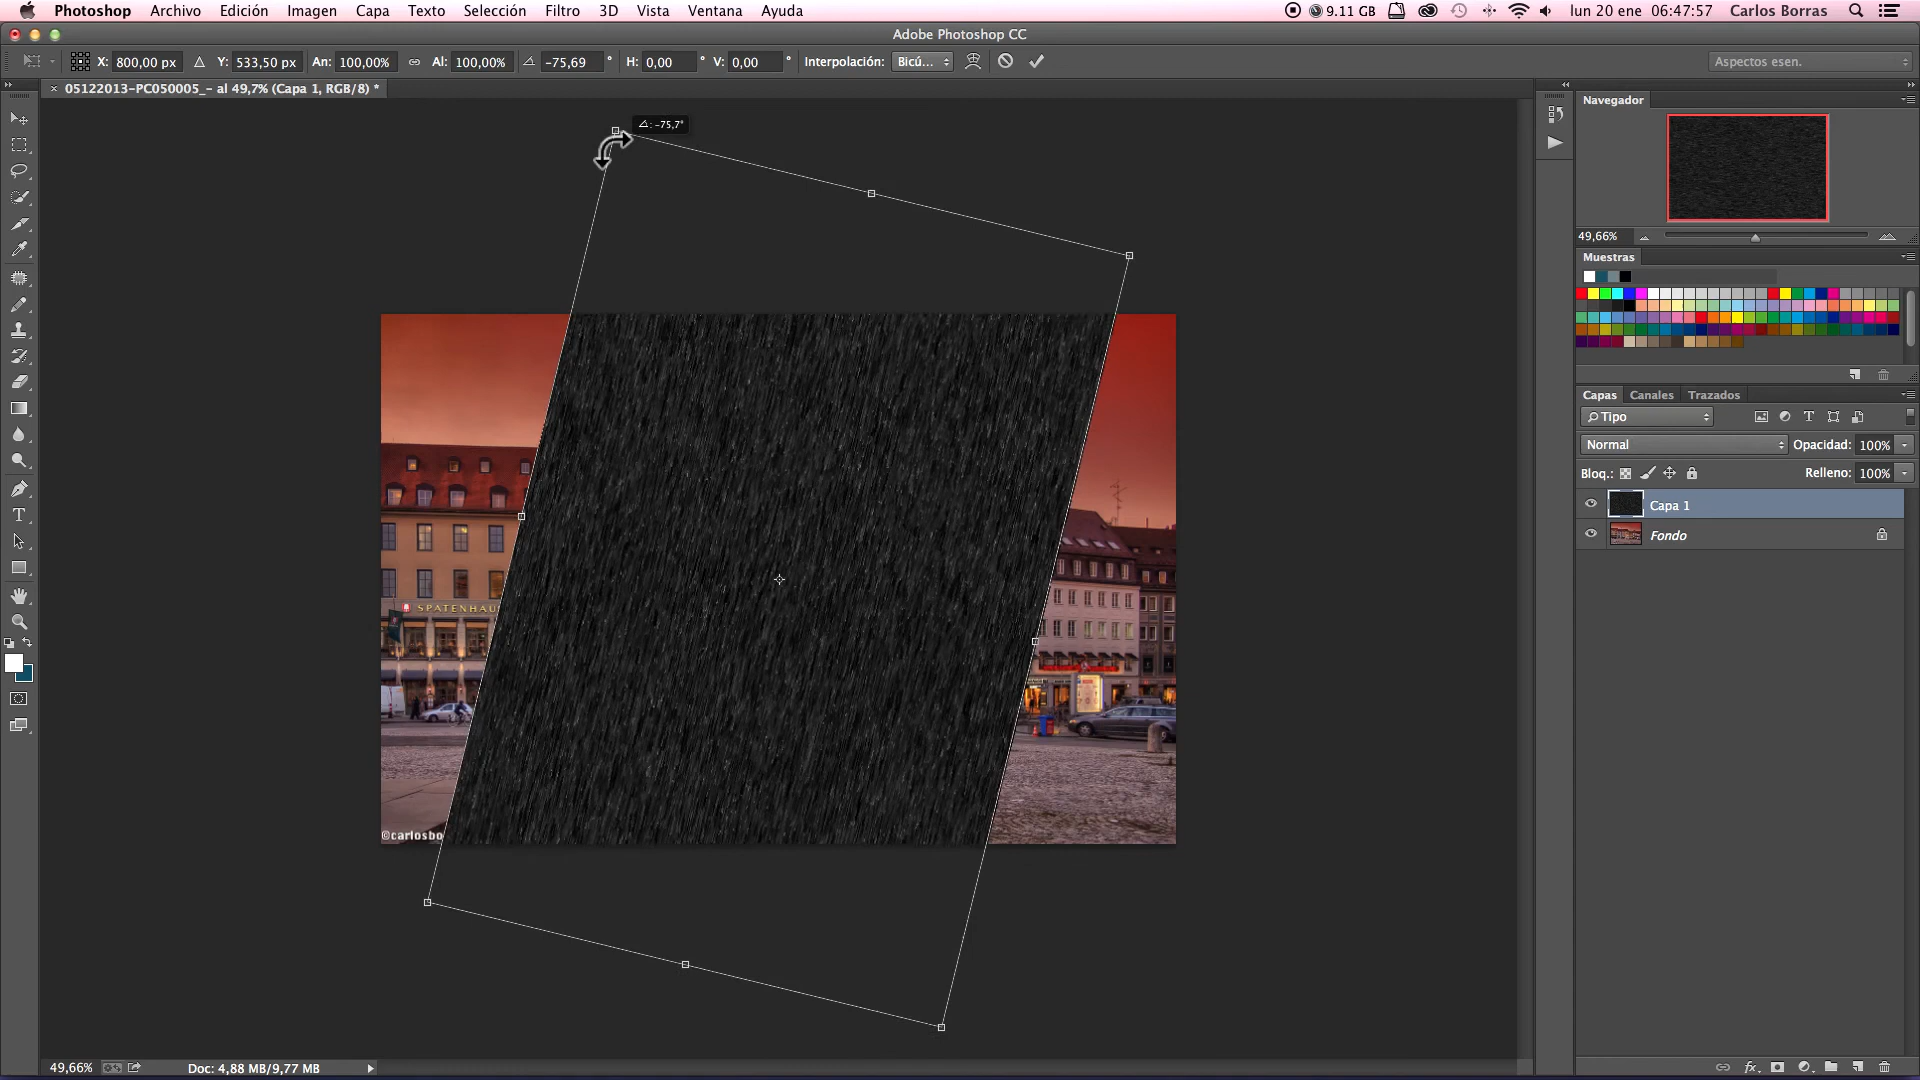 Photoshop Archivo Edición Imagen Capa Texto Selección Filtro 3D Vista Ventana Ayuda 9.11 GB lun 20 ene 06:47:57 Carlos Borras
Adobe Photoshop CC
X: 800,00 px Y: 533,50 px An: 100,00% Al: 100,00% -75,69 ° H: 0,00 ° V: 0,00 ° Interpolación: Bicú... Aspectos esen.
× 05122013-PC050005_- al 49,7% (Capa 1, RGB/8) *
Navegador
: -75,7°
49,66%
Muestras
Capas Canales Trazados
Tipo
Normal Opacidad: 100%
Bloq.: Relleno: 100%
Capa 1
Fondo
SPATENHAU
©carlosbo
49,66% Doc: 4,88 MB/9,77 MB